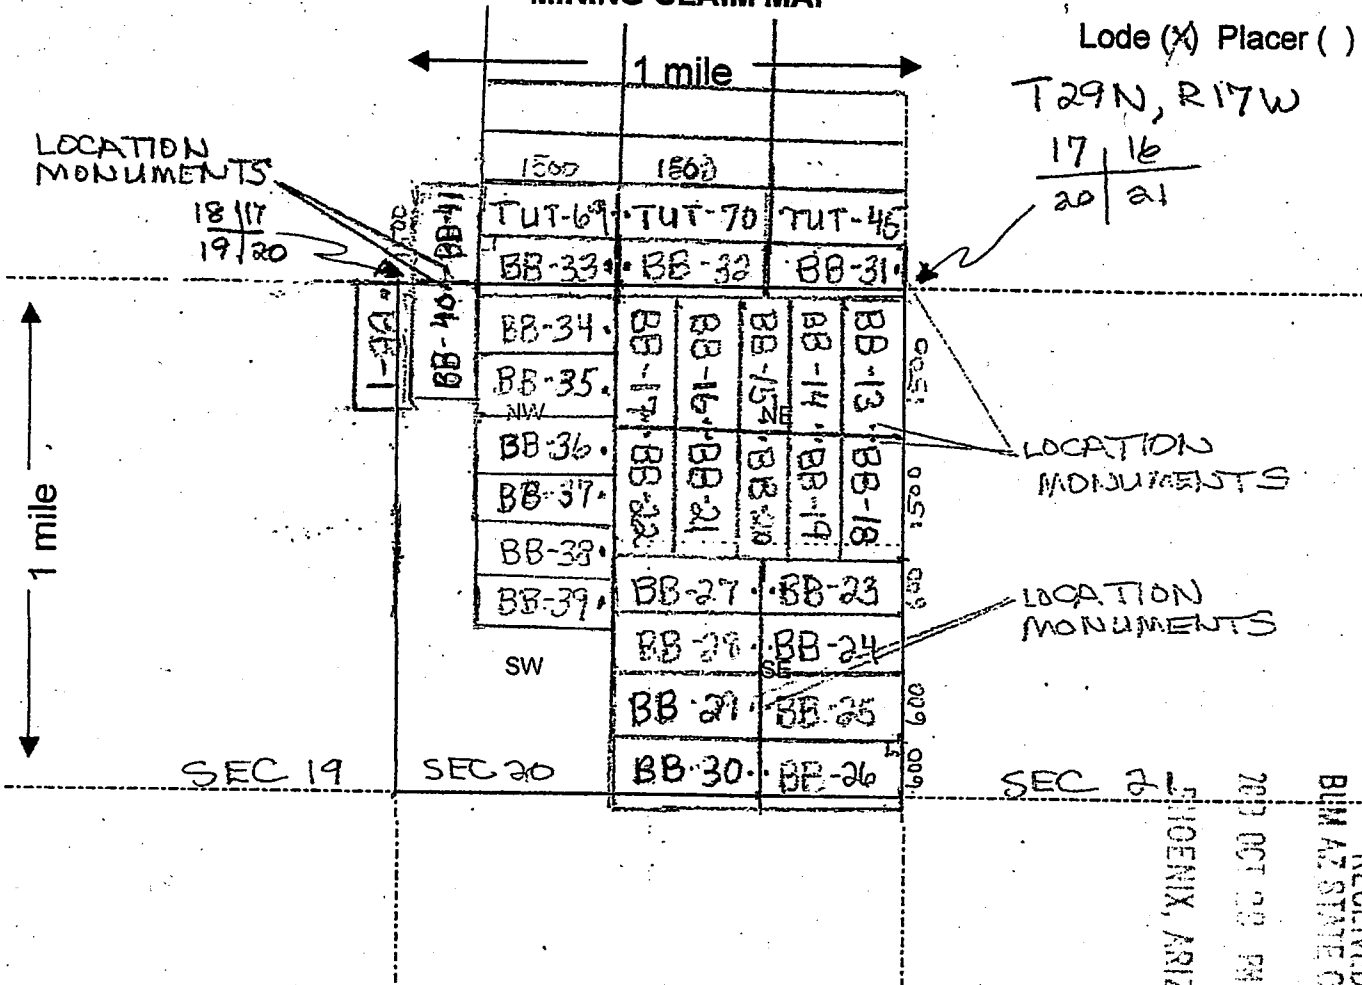 MINING CLAIM MAP
Lode (X) Placer ( )
1 mile
T29N, R17W
17 | 16
20 | 21
LOCATION
MONUMENTS
18 | 17
19 | 20
1500 1500
TUT-69 TUT-70 TUT-45
BB-33 BB-32 BB-31
BB-41
BB-40
BB-34
BB-35
NW
BB-36
BB-37
BB-38
BB-39
BB-17 BB-16 BB-15 BB-14 BB-13
NE
1500
BB-22 BB-21 BB-20 BB-19 BB-18
1500
LOCATION
MONUMENTS
1 mile
BB-27 BB-23
600
BB-28 BB-24
LOCATION
MONUMENTS
SW
SE
BB-29 BB-25
600
BB-30 BB-26
600
SEC 19
SEC 20
SEC 21
RECEIVED
BLM AZ STATE
OCT
PHOENIX, ARIZ